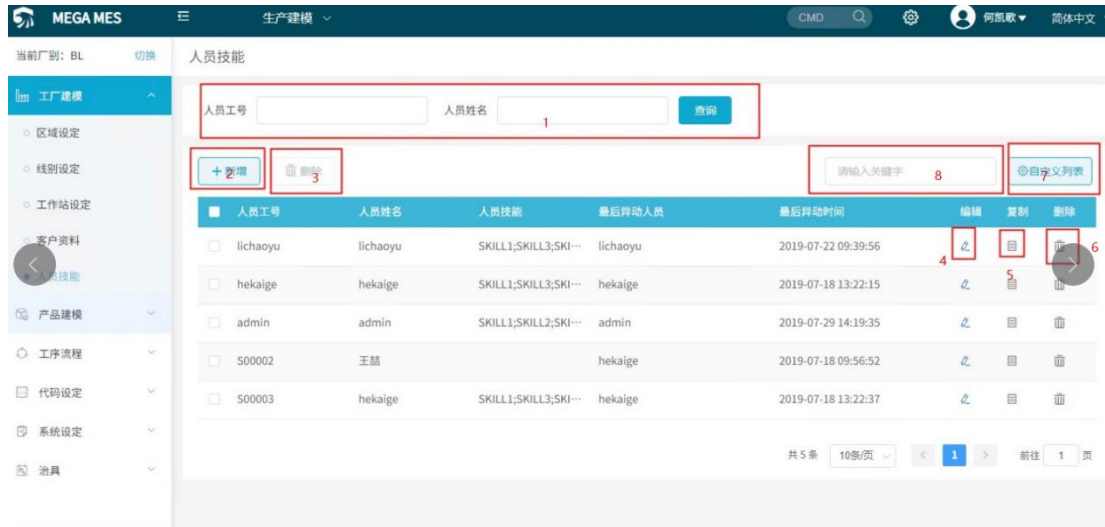 MEGA MES 生产建模 CMD 何凯歌 简体中文
当前厂别: BL 切换 人员技能
工厂建模
人员工号 人员姓名 1 查询
区域设定
线别设定
+ 新增 2 删除 3 请输入关键字 8 自定义列表 7
工作站设定
人员工号 人员姓名 人员技能 最后异动人员 最后异动时间 编辑 复制 删除
客户资料
lichaoyu lichaoyu SKILL1;SKILL3;SKI… lichaoyu 2019-07-22 09:39:56 4 5 6
人员技能
hekaige hekaige SKILL1;SKILL3;SKI… hekaige 2019-07-18 13:22:15
产品建模
admin admin SKILL1;SKILL2;SKI… admin 2019-07-29 14:19:35
工序流程
S00002 王喆 hekaige 2019-07-18 09:56:52
代码设定
S00003 hekaige SKILL1;SKILL3;SKI… hekaige 2019-07-18 13:22:37
系统设定
共 5 条 10条/页 < 1 > 前往 1 页
治具